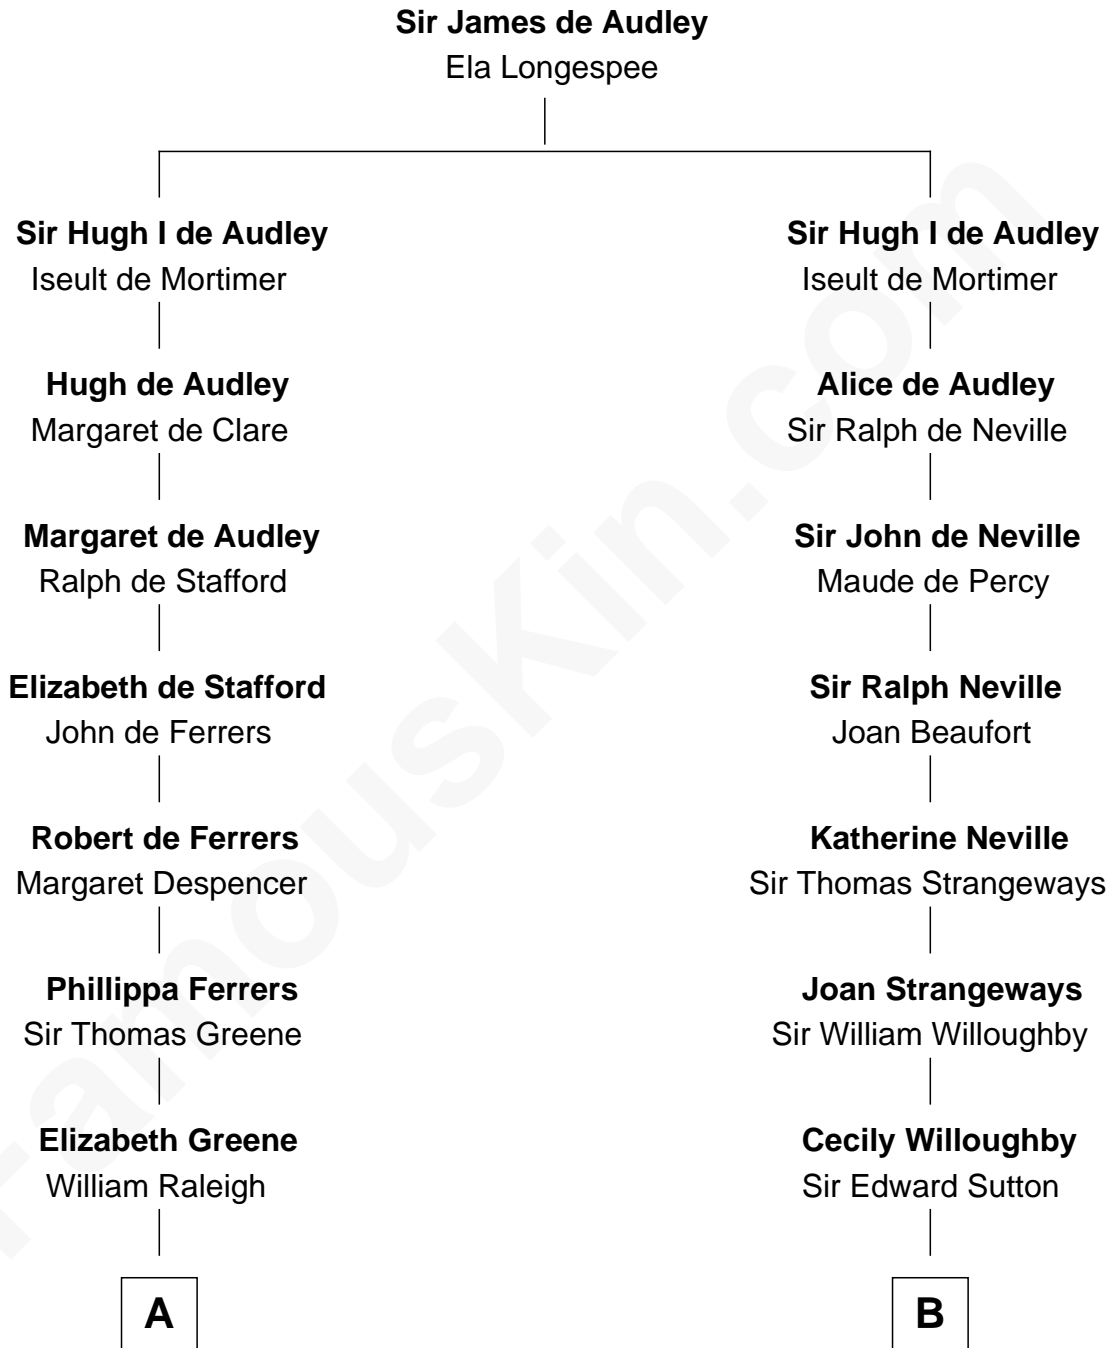 Sir James de Audley
Ela Longespee
Sir Hugh I de Audley
Iseult de Mortimer
Hugh de Audley
Margaret de Clare
Margaret de Audley
Ralph de Stafford
Elizabeth de Stafford
John de Ferrers
Robert de Ferrers
Margaret Despencer
Phillippa Ferrers
Sir Thomas Greene
Elizabeth Greene
William Raleigh
A
Sir Hugh I de Audley
Iseult de Mortimer
Alice de Audley
Sir Ralph de Neville
Sir John de Neville
Maude de Percy
Sir Ralph Neville
Joan Beaufort
Katherine Neville
Sir Thomas Strangeways
Joan Strangeways
Sir William Willoughby
Cecily Willoughby
Sir Edward Sutton
B
FamousKin.com